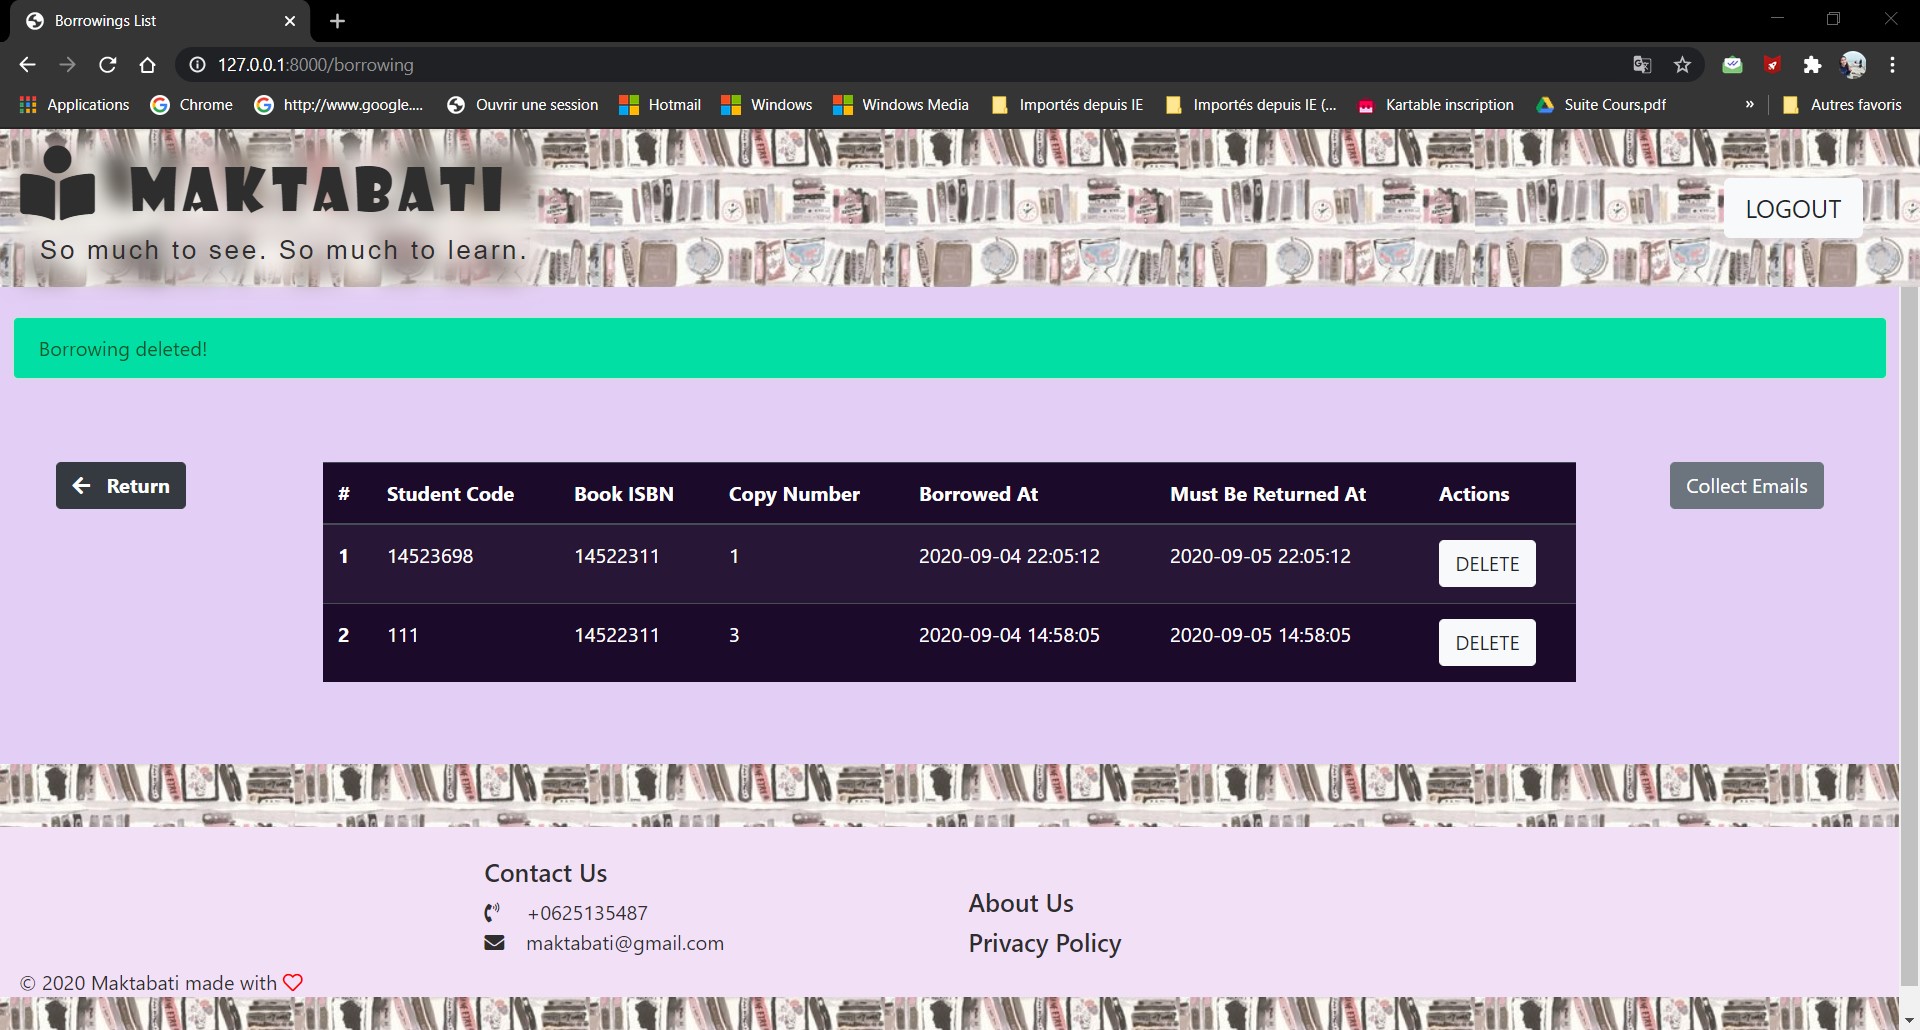 Borrowings List
127.0.0.1:8000/borrowing
Applications Chrome http://www.google.... Ouvrir une session Hotmail Windows Windows Media Importés depuis IE Importés depuis IE (... Kartable inscription Suite Cours.pdf » Autres favoris
MAKTABATI
So much to see. So much to learn.
LOGOUT
Borrowing deleted!
Return
Collect Emails
# Student Code Book ISBN Copy Number Borrowed At Must Be Returned At Actions
1 14523698 14522311 1 2020-09-04 22:05:12 2020-09-05 22:05:12 DELETE
2 111 14522311 3 2020-09-04 14:58:05 2020-09-05 14:58:05 DELETE
Contact Us
+0625135487
maktabati@gmail.com
About Us
Privacy Policy
© 2020 Maktabati made with